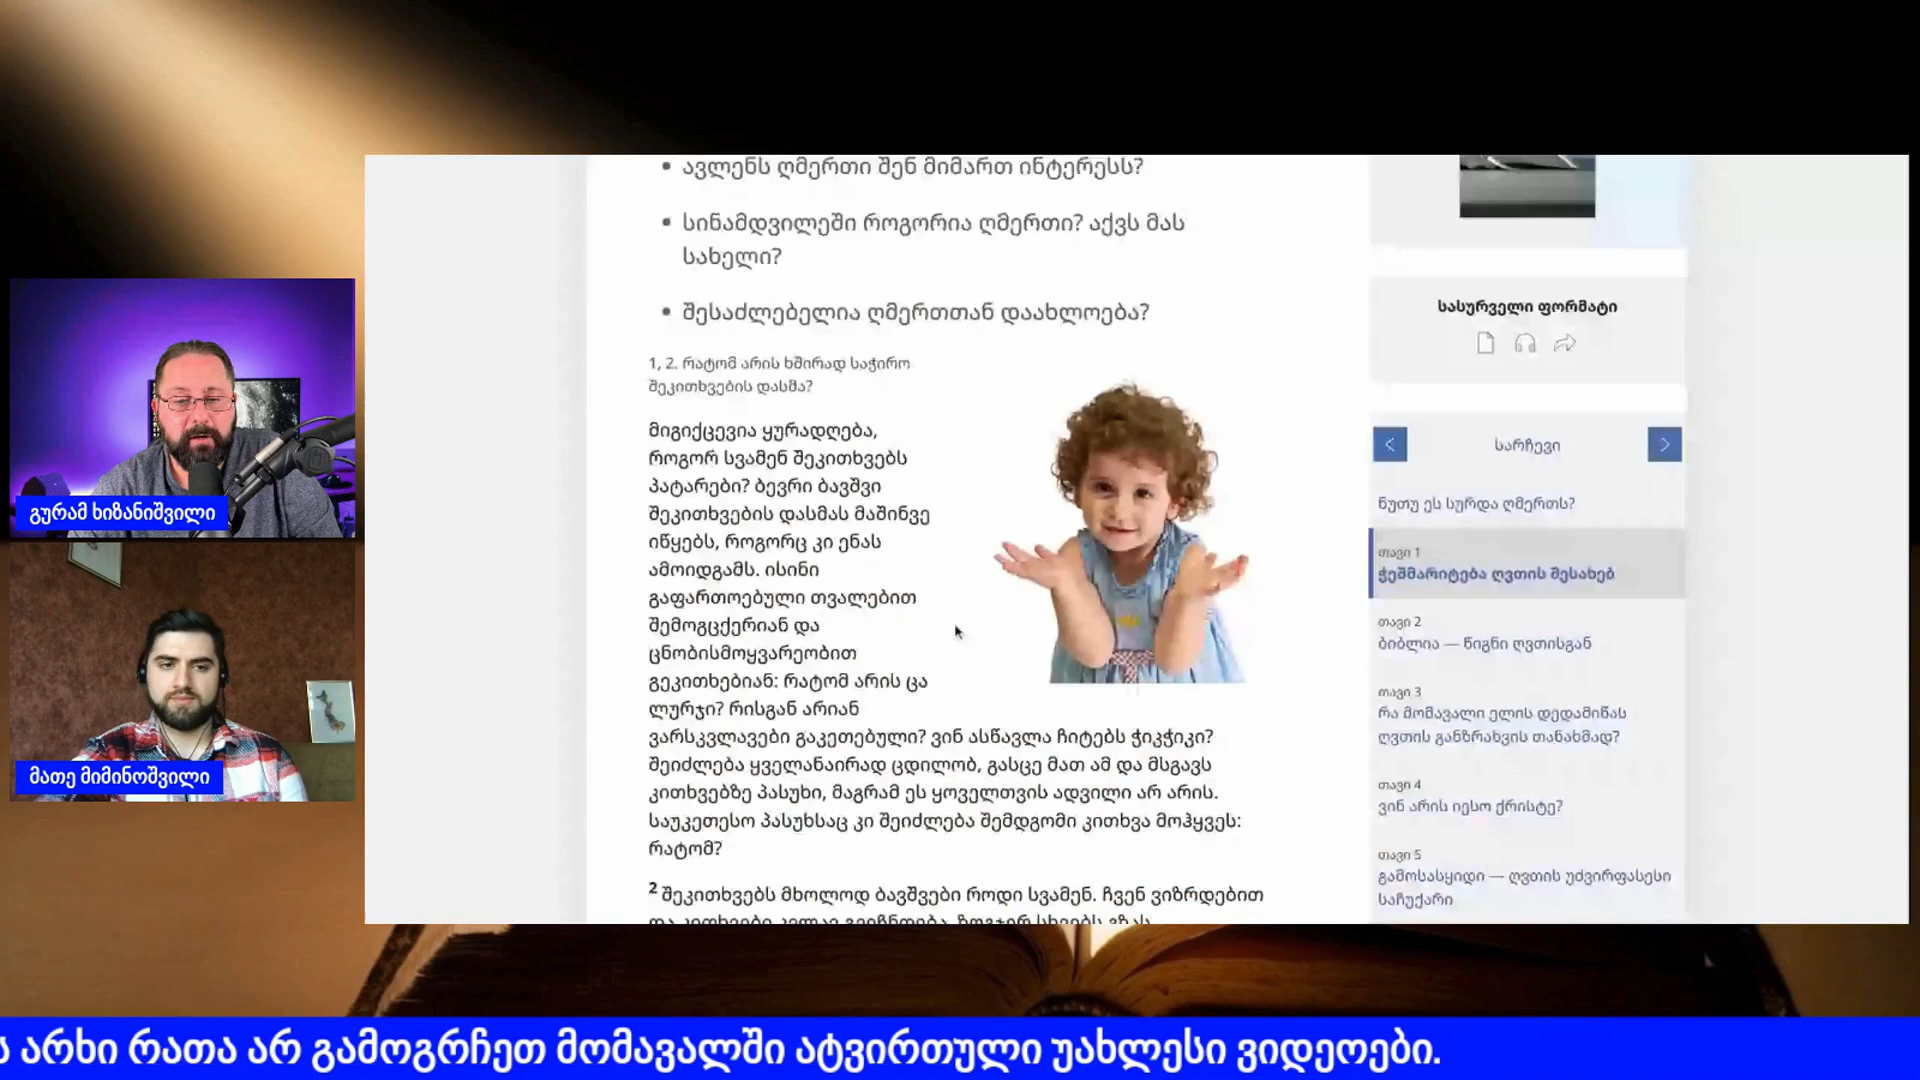 ავლენს ღმერთი შენ მიმართ ინტერესს?
სინამდვილეში როგორია ღმერთი? აქვს მას
სახელი?
შესაძლებელია ღმერთთან დაახლოება?
1, 2. რატომ არის ხშირად საჭირო
შეკითხვების დასმა?
მიგიქცევია ყურადღება,
როგორ სვამენ შეკითხვებს
პატარები? ბევრი ბავშვი
შეკითხვების დასმას მაშინვე
იწყებს, როგორც კი ენას
ამოიდგამს. ისინი
გაფართოებული თვალებით
შემოგცქერიან და
ცნობისმოყვარეობით
გეკითხებიან: რატომ არის ცა
ლურჯი? რისგან არიან
ვარსკვლავები გაკეთებული? ვინ ასწავლა ჩიტებს ჭიკჭიკი?
შეიძლება ყველანაირად ცდილობ, გასცე მათ ამ და მსგავს
კითხვებზე პასუხი, მაგრამ ეს ყოველთვის ადვილი არ არის.
საუკეთესო პასუხსაც კი შეიძლება შემდგომი კითხვა მოჰყვეს:
რატომ?
2 შეკითხვებს მხოლოდ ბავშვები როდი სვამენ. ჩვენ ვიზრდებით
სასურველი ფორმატი
სარჩევი
ნუთუ ეს სურდა ღმერთს?
თავი 1
ჭეშმარიტება ღვთის შესახებ
თავი 2
ბიბლია — წიგნი ღვთისგან
თავი 3
რა მომავალი ელის დედამიწას
ღვთის განზრახვის თანახმად?
თავი 4
ვინ არის იესო ქრისტე?
თავი 5
გამოსასყიდი — ღვთის უძვირფასესი
საჩუქარი
გურამ ხიზანიშვილი
მათე მიმინოშვილი
არხი რათა არ გამოგრჩეთ მომავალში ატვირთული უახლესი ვიდეოები.